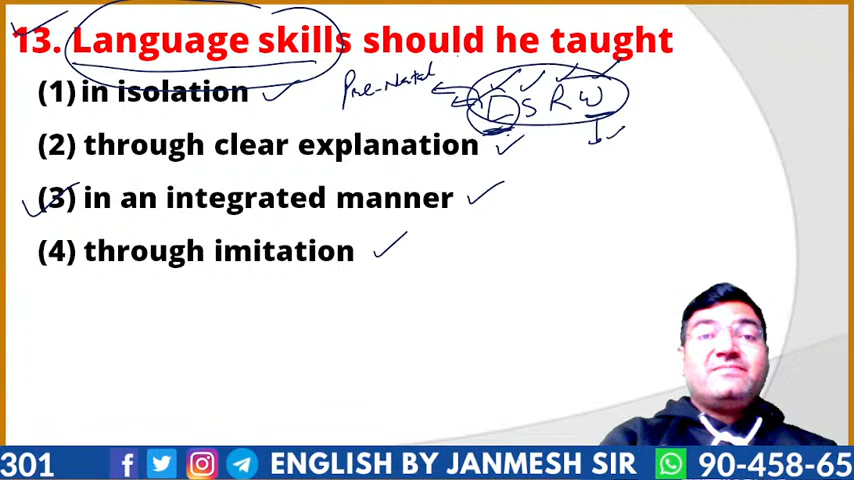 13. Language skills should he taught
(1) in isolation
Pre-Natal
L S R W
(2) through clear explanation
(3) in an integrated manner
(4) through imitation
301 f ENGLISH BY JANMESH SIR 90-458-65